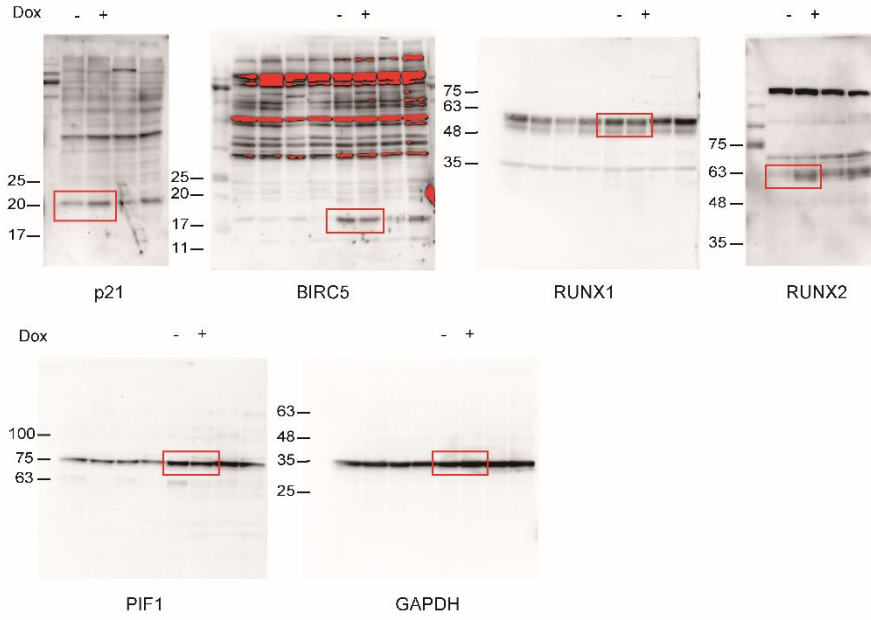 Dox - + - + - + - +
25
20
17
p21
25
20
17
11
BIRC5
75
63
48
35
RUNX1
75
63
48
35
RUNX2
Dox - + - +
100
75
63
PIF1
63
48
35
25
GAPDH